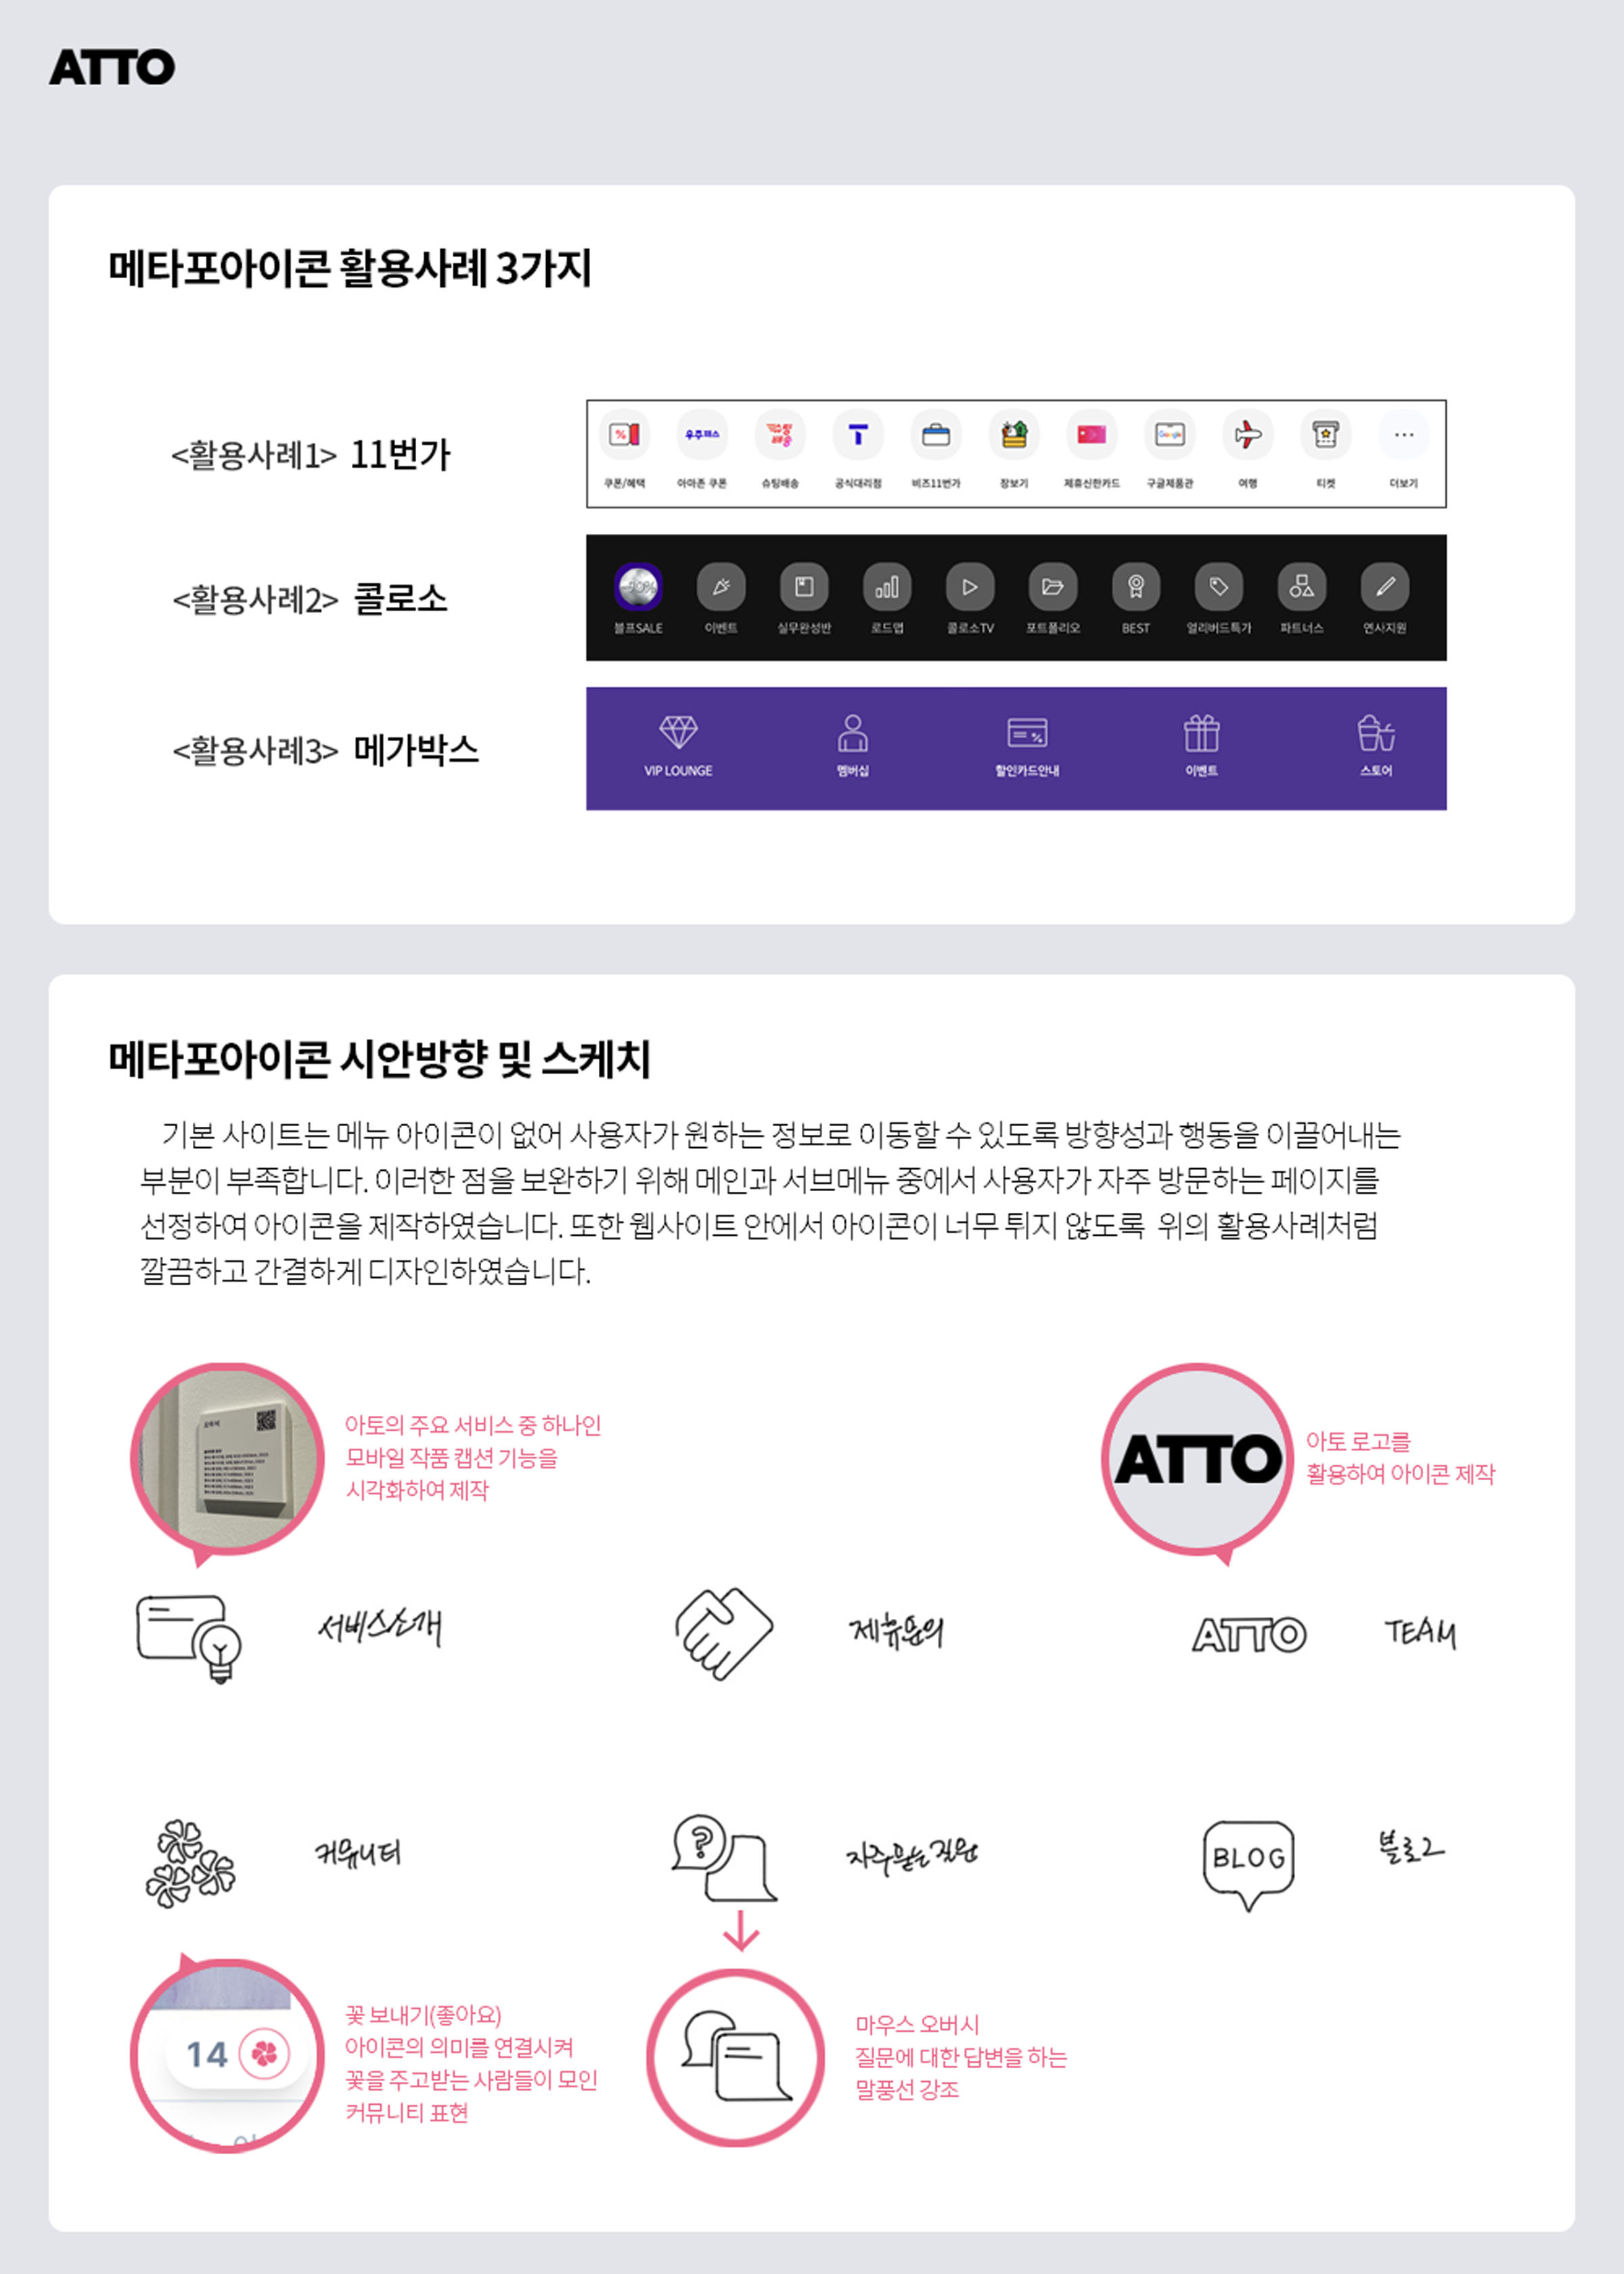 ATTO
메타포아이콘 활용사례 3가지
<활용사례1> 11번가
우주패스
슈팅배송
T
Google
쿠폰/혜택 아마존 쿠폰 슈팅배송 공식대리점 비즈11번가 장보기 제휴신한카드 구글제품관 여행 티켓 더보기
<활용사례2> 콜로소
블프SALE 이벤트 실무완성반 로드맵 콜로소TV 포트폴리오 BEST 얼리버드특가 파트너스 연사지원
<활용사례3> 메가박스
VIP LOUNGE 멤버십 할인카드안내 이벤트 스토어
메타포아이콘 시안방향 및 스케치
기본 사이트는 메뉴 아이콘이 없어 사용자가 원하는 정보로 이동할 수 있도록 방향성과 행동을 이끌어내는
부분이 부족합니다. 이러한 점을 보완하기 위해 메인과 서브메뉴 중에서 사용자가 자주 방문하는 페이지를
선정하여 아이콘을 제작하였습니다. 또한 웹사이트 안에서 아이콘이 너무 튀지 않도록 위의 활용사례처럼
깔끔하고 간결하게 디자인하였습니다.
아토의 주요 서비스 중 하나인
모바일 작품 캡션 기능을
시각화하여 제작
ATTO
아토 로고를
활용하여 아이콘 제작
서비스소개
제휴문의
ATTO TEAM
커뮤니티
?
자주묻는질문
BLOG 블로그
14
꽃 보내기(좋아요)
아이콘의 의미를 연결시켜
꽃을 주고받는 사람들이 모인
커뮤니티 표현
마우스 오버시
질문에 대한 답변을 하는
말풍선 강조